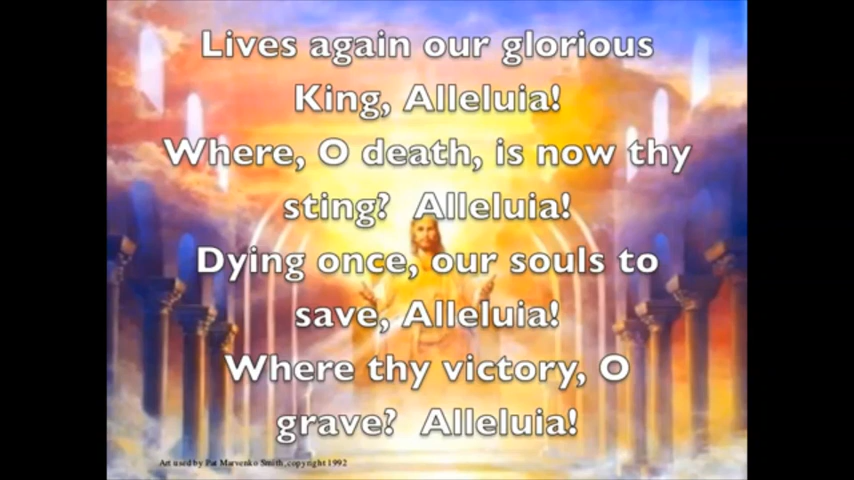 Lives again our glorious
King, Alleluia!
Where, O death, is now thy
sting?  Alleluia!
Dying once, our souls to
save, Alleluia!
Where thy victory, O
grave?  Alleluia!
Art used by Pat Marvenko Smith, copyright 1992